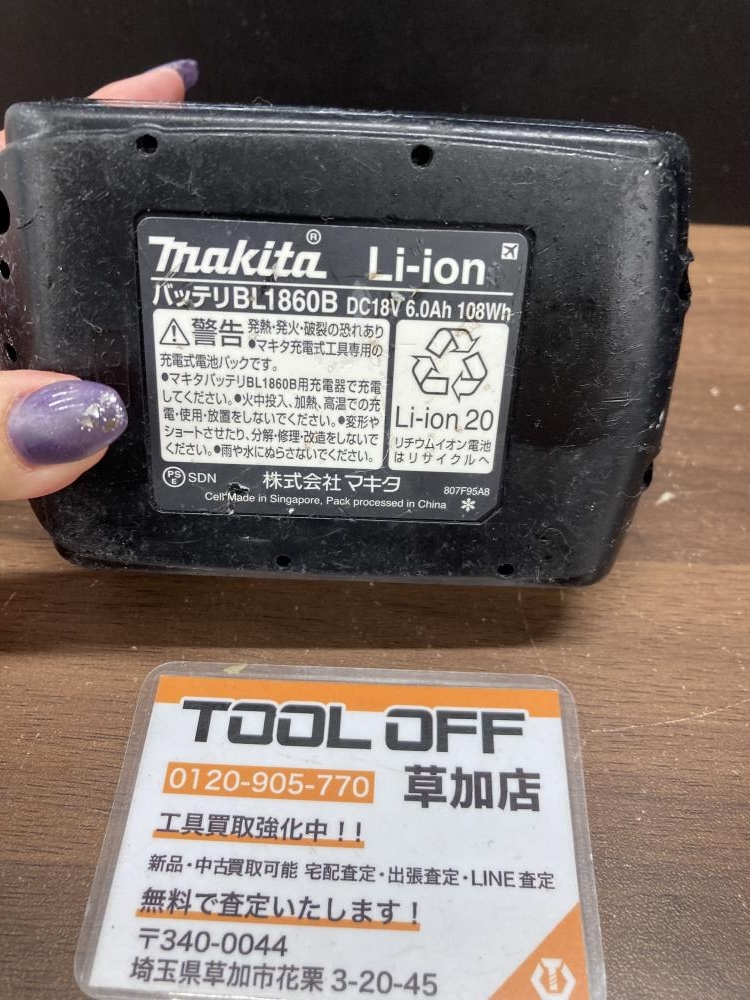 makita® Li-ion
バッテリBL1860B DC18V 6.0Ah 108Wh
警告 発熱・発火・破裂の恐れあり
●マキタ充電式工具専用の
充電式電池パックです。
●マキタバッテリBL1860B用充電器で充電
してください。●火中投入、加熱、高温での充
電・使用・放置をしないでください。●変形や
ショートさせたり、分解・修理・改造をしないで
ください。●雨や水にぬらさないでください。
Li-ion 20
リチウムイオン電池
はリサイクルへ
PSE SDN 株式会社マキタ 807F95A8
Cell Made in Singapore, Pack processed in China
TOOL OFF
0120-905-770 草加店
工具買取強化中！！
新品・中古買取可能 宅配査定・出張査定・LINE査定
無料で査定いたします！
〒340-0044
埼玉県草加市花栗 3-20-45